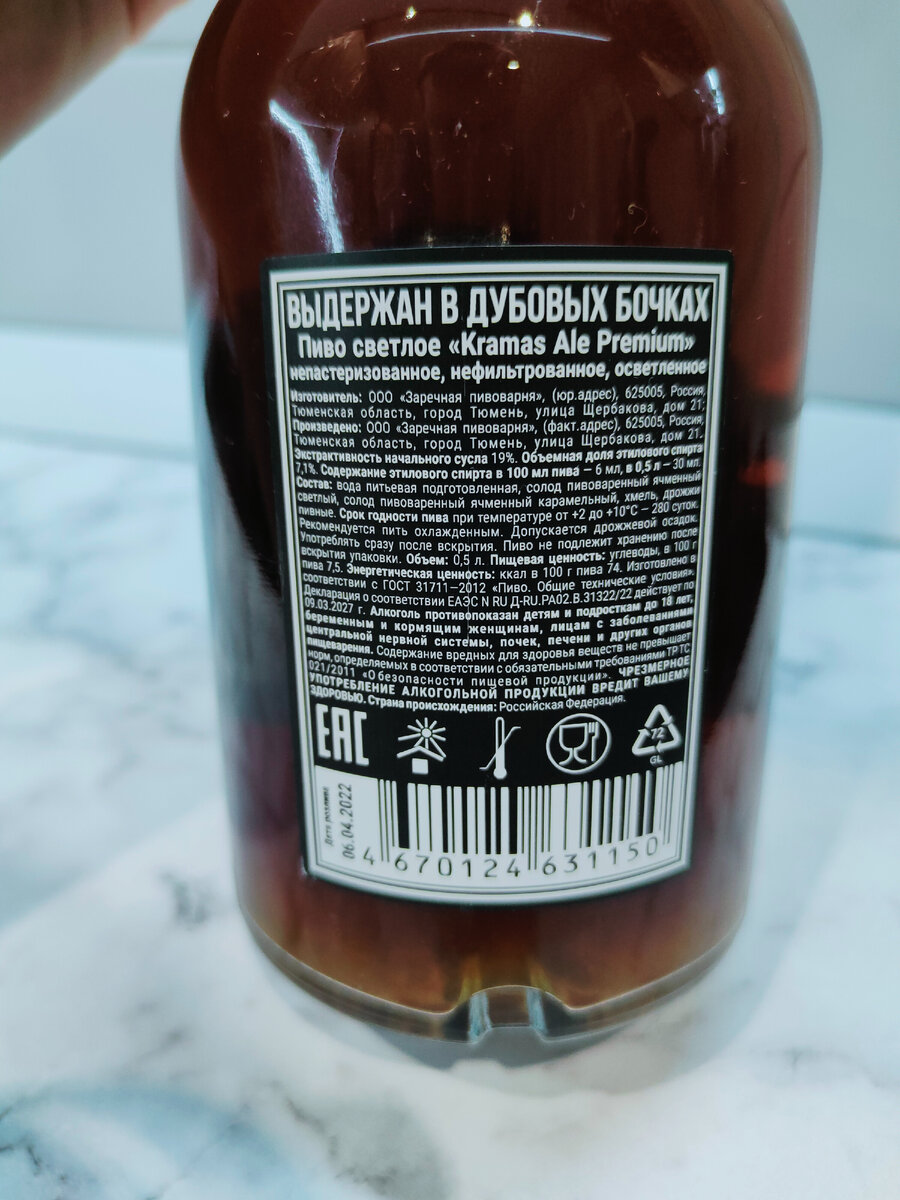 ВЫДЕРЖАН В ДУБОВЫХ БОЧКАХ
Пиво светлое «Kramas Ale Premium»
непастеризованное, нефильтрованное, осветленное
Изготовитель: ООО «Заречная пивоварня», (юр.адрес), 625005, Россия,
Тюменская область, город Тюмень, улица Щербакова, дом 21;
Произведено: ООО «Заречная пивоварня», (факт.адрес), 625005, Россия,
Тюменская область, город Тюмень, улица Щербакова, дом 21.
Экстрактивность начального сусла 19%. Объемная доля этилового спирта
7,1%. Содержание этилового спирта в 100 мл пива — 6 мл, в 0,5 л — 30 мл.
Состав: вода питьевая подготовленная, солод пивоваренный ячменный
светлый, солод пивоваренный ячменный карамельный, хмель, дрожжи
пивные. Срок годности пива при температуре от +2 до +10°С — 280 суток.
Рекомендуется пить охлажденным. Допускается дрожжевой осадок.
Употреблять сразу после вскрытия. Пиво не подлежит хранению после
вскрытия упаковки. Объем: 0,5 л. Пищевая ценность: углеводы, в 100 г
пива 7,5. Энергетическая ценность: ккал в 100 г пива 74. Изготовлено в
соответствии с ГОСТ 31711—2012 «Пиво. Общие технические условия».
Декларация о соответствии ЕАЭС N RU Д-RU.РА02.В.31322/22 действует по
09.03.2027 г. Алкоголь противопоказан детям и подросткам до 18 лет,
беременным и кормящим женщинам, лицам с заболеваниями
центральной нервной системы, почек, печени и других органов
пищеварения. Содержание вредных для здоровья веществ не превышает
норм, определяемых в соответствии с обязательными требованиями ТР ТС
021/2011 «О безопасности пищевой продукции». ЧРЕЗМЕРНОЕ
УПОТРЕБЛЕНИЕ АЛКОГОЛЬНОЙ ПРОДУКЦИИ ВРЕДИТ ВАШЕМУ
ЗДОРОВЬЮ. Страна происхождения: Российская Федерация.
EAC
72
GL
Дата розлива
06.04.2022
4 670124 631150